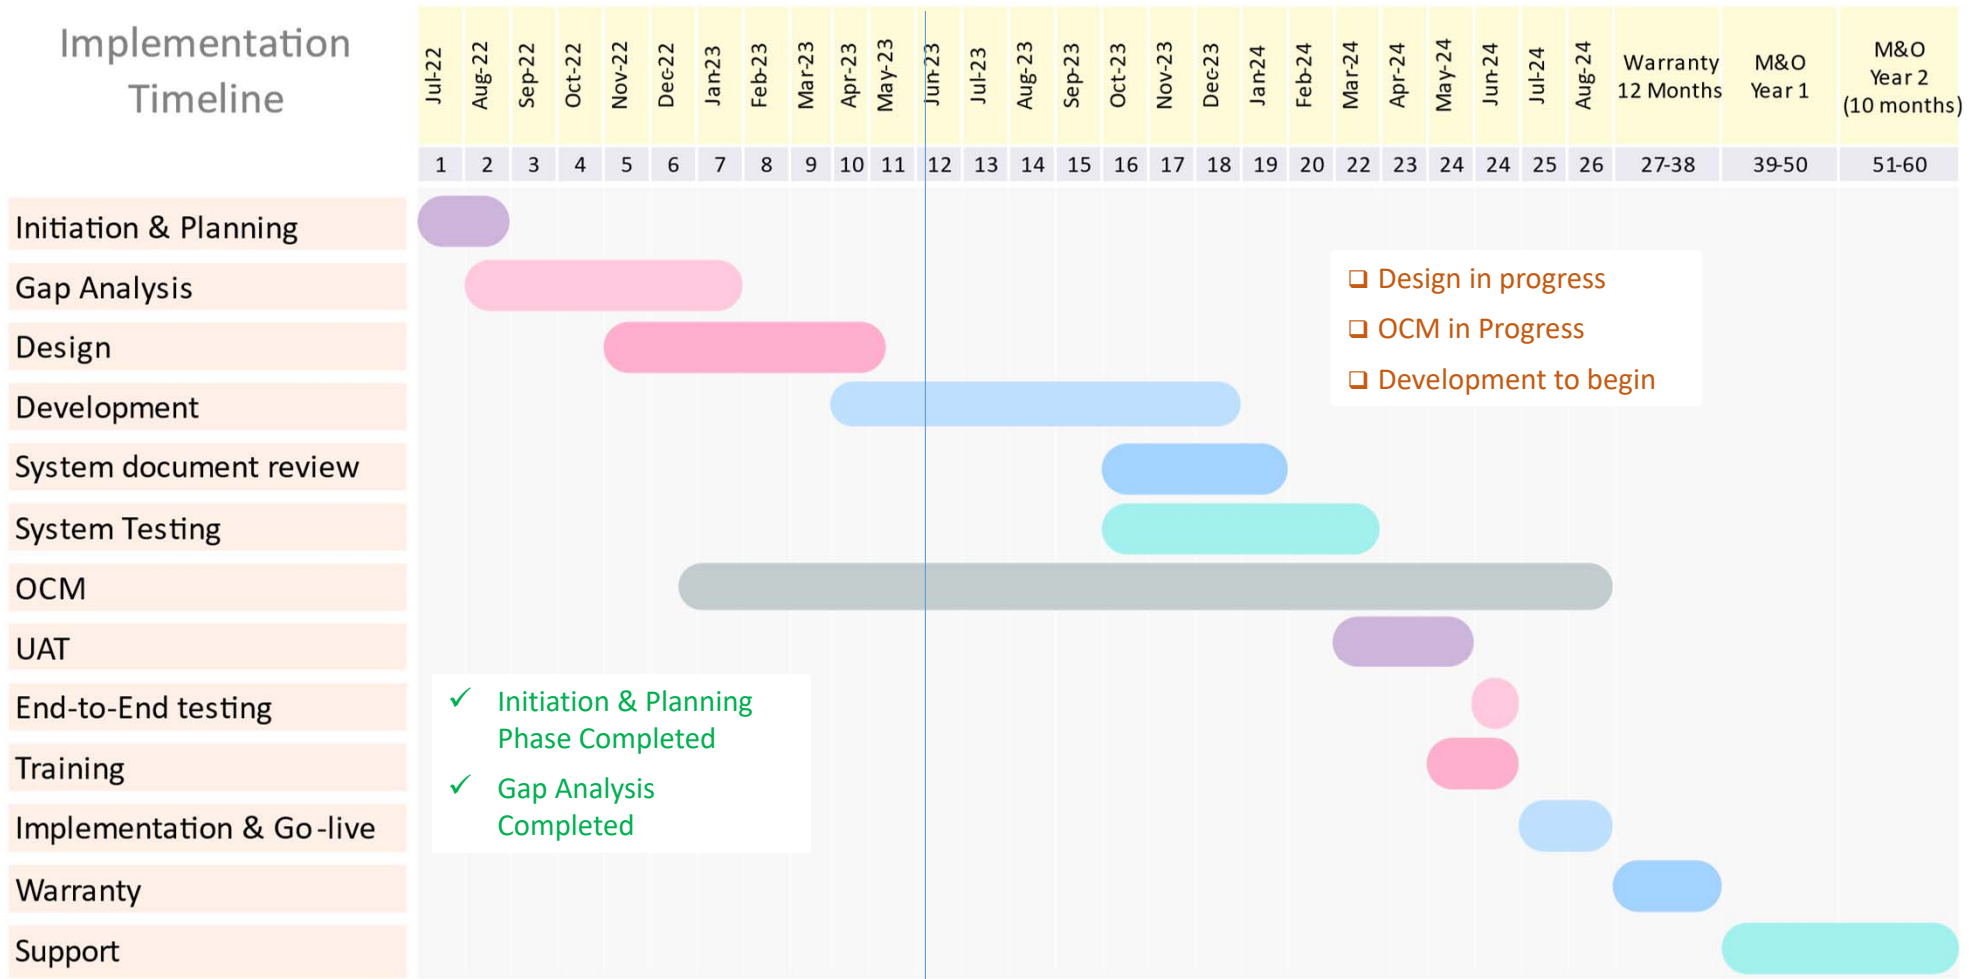 Implementation
Timeline
Jul-22 Aug-22 Sep-22 Oct-22 Nov-22 Dec-22 Jan-23 Feb-23 Mar-23 Apr-23 May-23 Jun-23 Jul-23 Aug-23 Sep-23 Oct-23 Nov-23 Dec-23 Jan-24 Feb-24 Mar-24 Apr-24 May-24 Jun-24 Jul-24 Aug-24
Warranty
12 Months
M&O
Year 1
M&O
Year 2
(10 months)
1 2 3 4 5 6 7 8 9 10 11 12 13 14 15 16 17 18 19 20 22 23 24 24 25 26 27-38 39-50 51-60
Initiation & Planning
Gap Analysis
Design
Development
System document review
System Testing
OCM
UAT
End-to-End testing
Training
Implementation & Go-live
Warranty
Support
❑ Design in progress
❑ OCM in Progress
❑ Development to begin
✓ Initiation & Planning
Phase Completed
✓ Gap Analysis
Completed